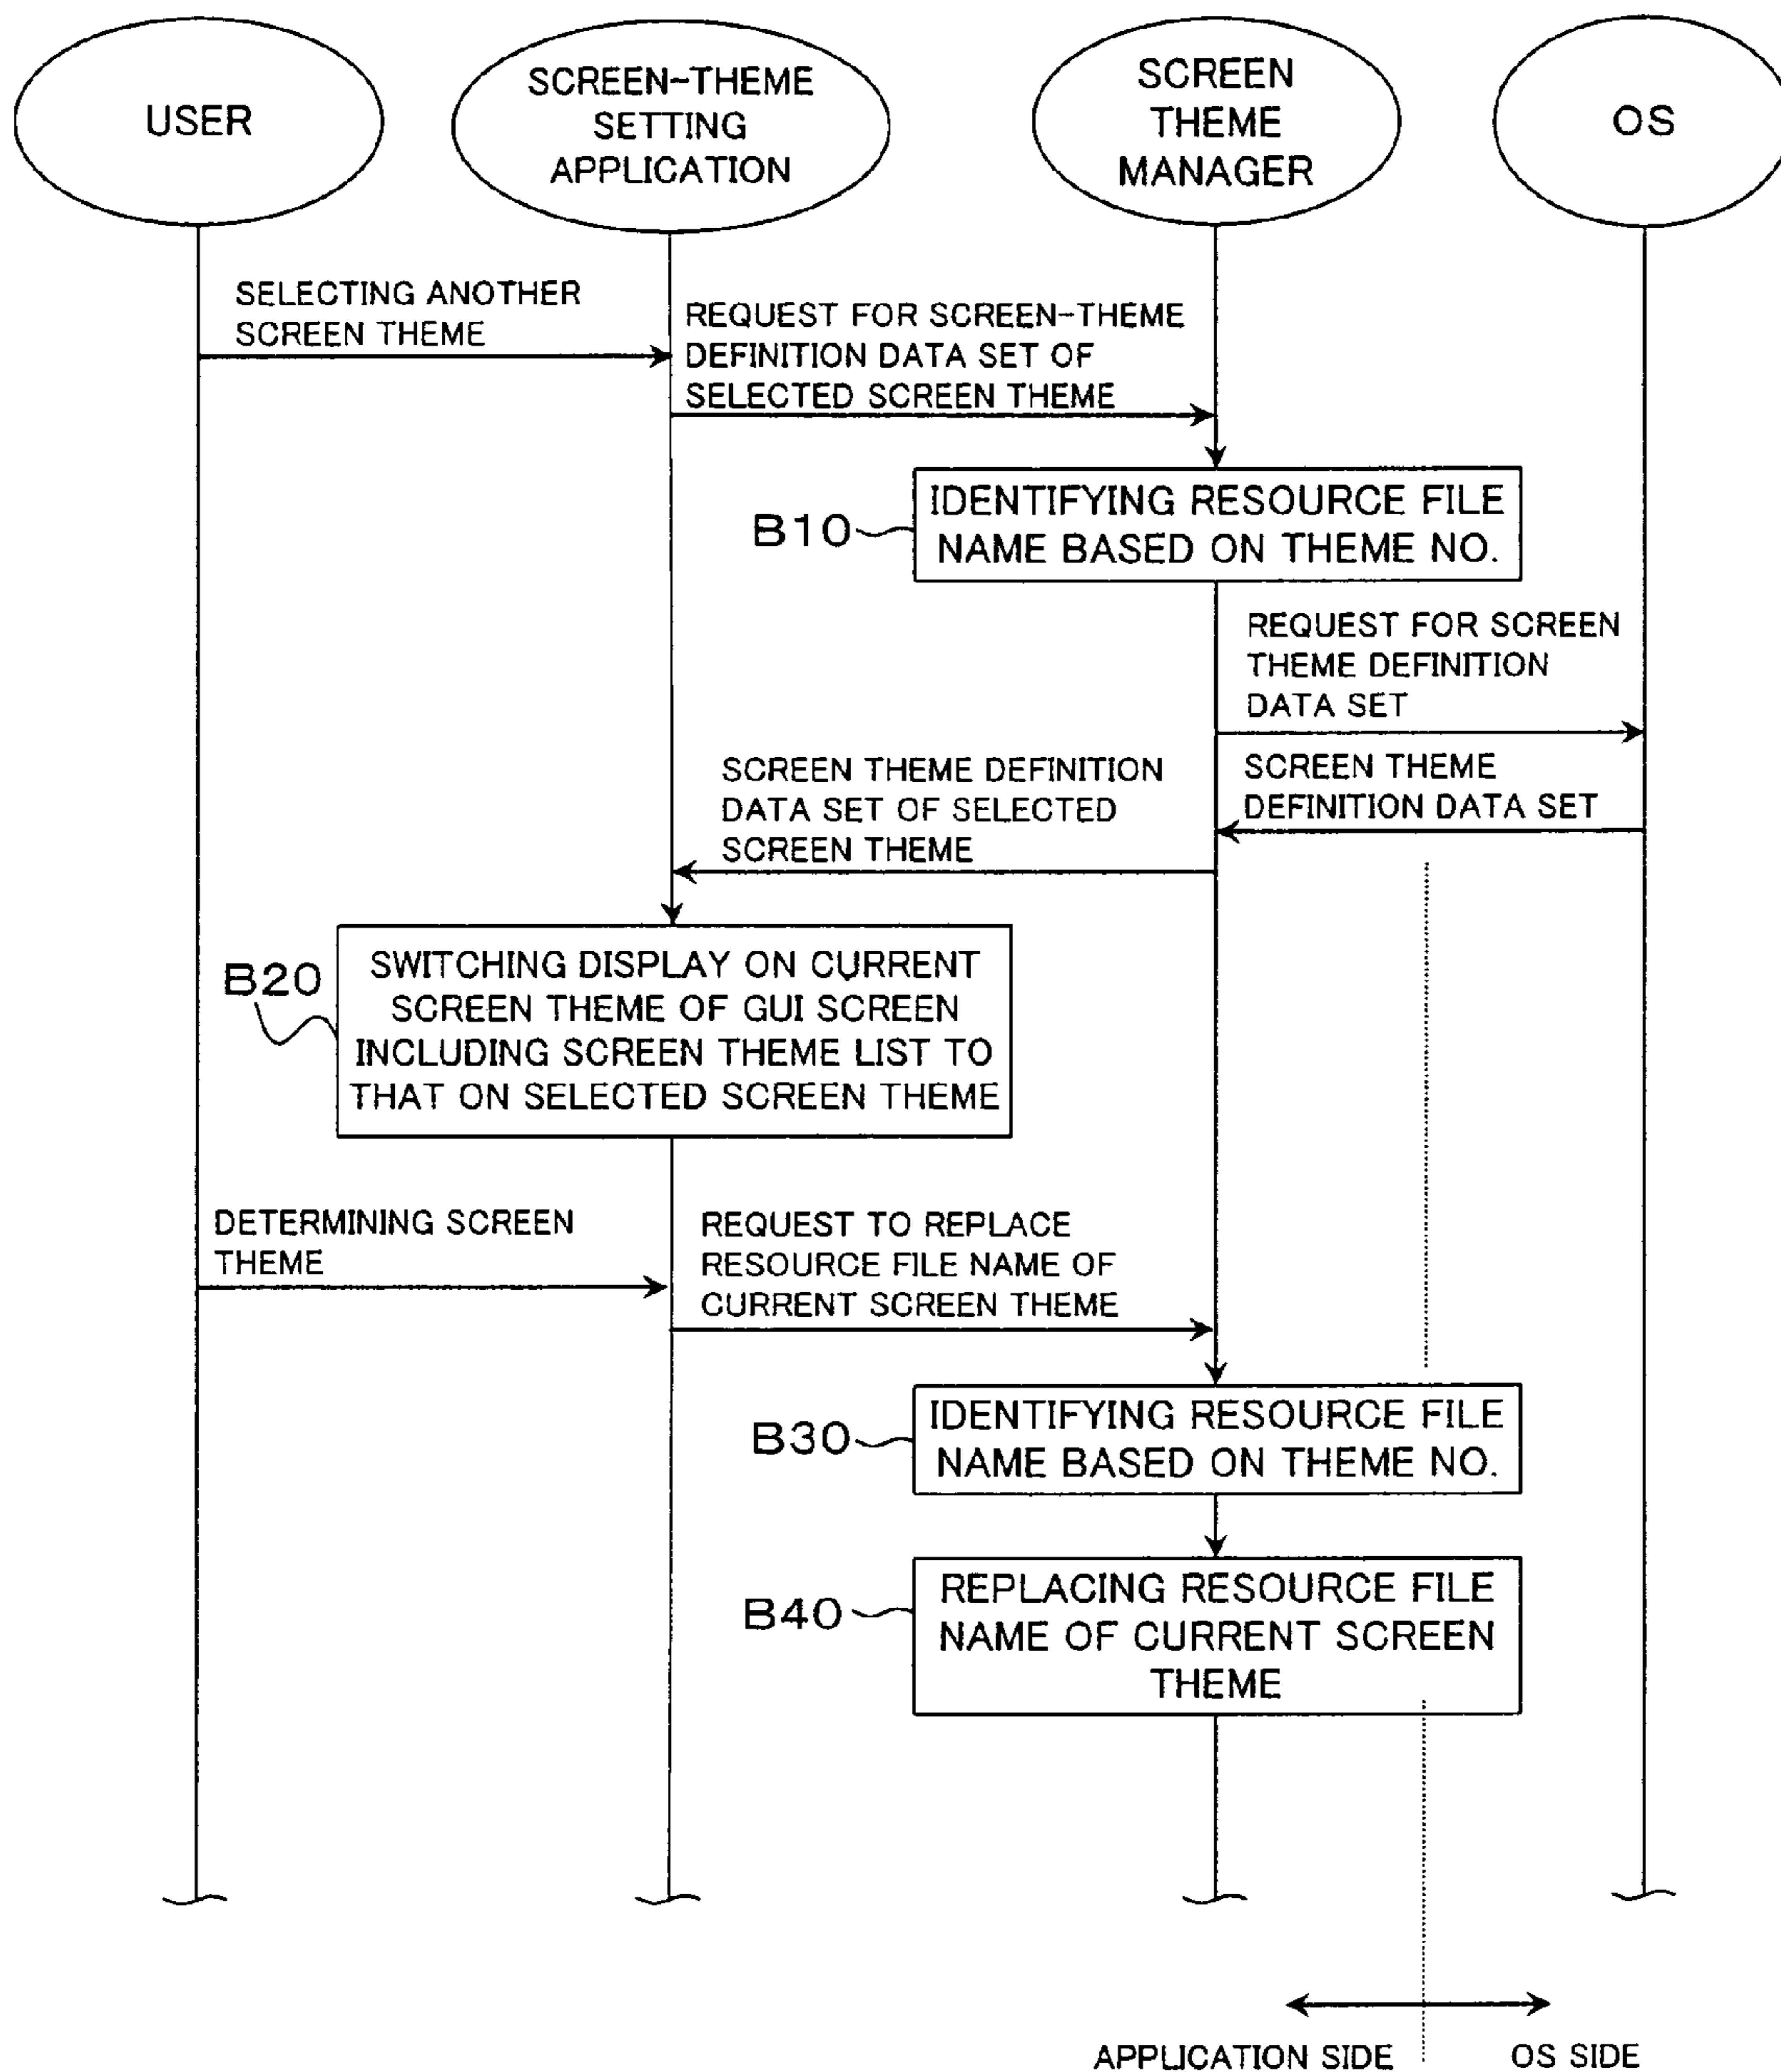 USER
SCREEN-THEME
SETTING
APPLICATION
SCREEN
THEME
MANAGER
OS
SELECTING ANOTHER
SCREEN THEME
REQUEST FOR SCREEN-THEME
DEFINITION DATA SET OF
SELECTED SCREEN THEME
B10
IDENTIFYING RESOURCE FILE
NAME BASED ON THEME NO.
REQUEST FOR SCREEN
THEME DEFINITION
DATA SET
SCREEN THEME
DEFINITION DATA SET
SCREEN THEME DEFINITION
DATA SET OF SELECTED
SCREEN THEME
B20
SWITCHING DISPLAY ON CURRENT
SCREEN THEME OF GUI SCREEN
INCLUDING SCREEN THEME LIST TO
THAT ON SELECTED SCREEN THEME
DETERMINING SCREEN
THEME
REQUEST TO REPLACE
RESOURCE FILE NAME OF
CURRENT SCREEN THEME
B30
IDENTIFYING RESOURCE FILE
NAME BASED ON THEME NO.
B40
REPLACING RESOURCE FILE
NAME OF CURRENT SCREEN
THEME
APPLICATION SIDE
OS SIDE